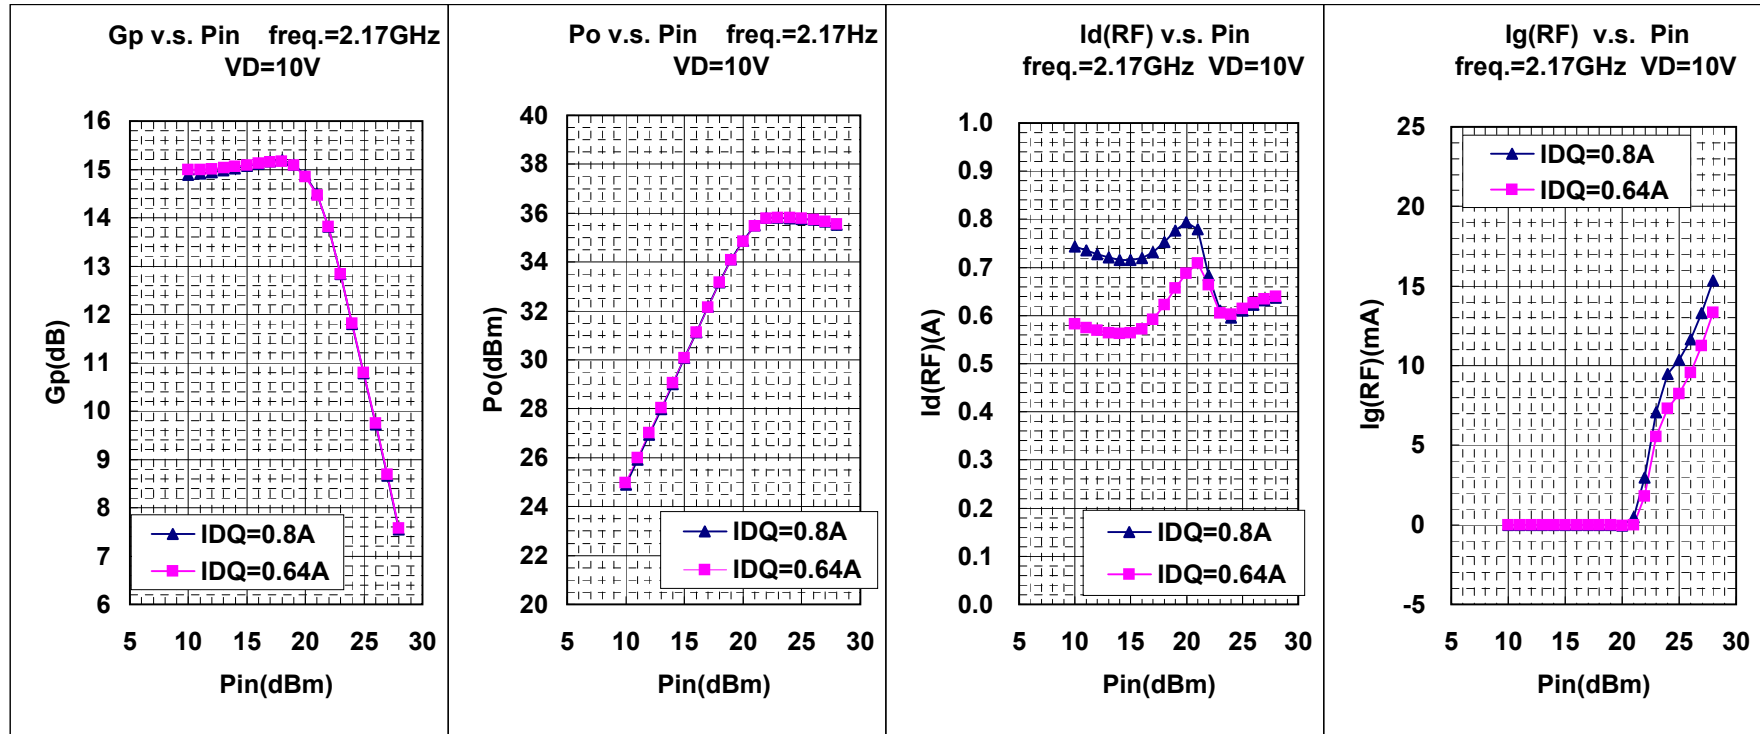 Gp v.s. Pin freq.=2.17GHz
VD=10V
16
15
14
13
12
11
10
9
8
7
6
Gp(dB)
IDQ=0.8A
IDQ=0.64A
5 10 15 20 25 30
Pin(dBm)
Po v.s. Pin freq.=2.17Hz
VD=10V
40
38
36
34
32
30
28
26
24
22
20
Po(dBm)
IDQ=0.8A
IDQ=0.64A
5 10 15 20 25 30
Pin(dBm)
Id(RF) v.s. Pin
freq.=2.17GHz VD=10V
1.0
0.9
0.8
0.7
0.6
0.5
0.4
0.3
0.2
0.1
0.0
Id(RF)(A)
IDQ=0.8A
IDQ=0.64A
5 10 15 20 25 30
Pin(dBm)
Ig(RF) v.s. Pin
freq.=2.17GHz VD=10V
25
20
15
10
5
0
-5
Ig(RF)(mA)
IDQ=0.8A
IDQ=0.64A
5 10 15 20 25 30
Pin(dBm)